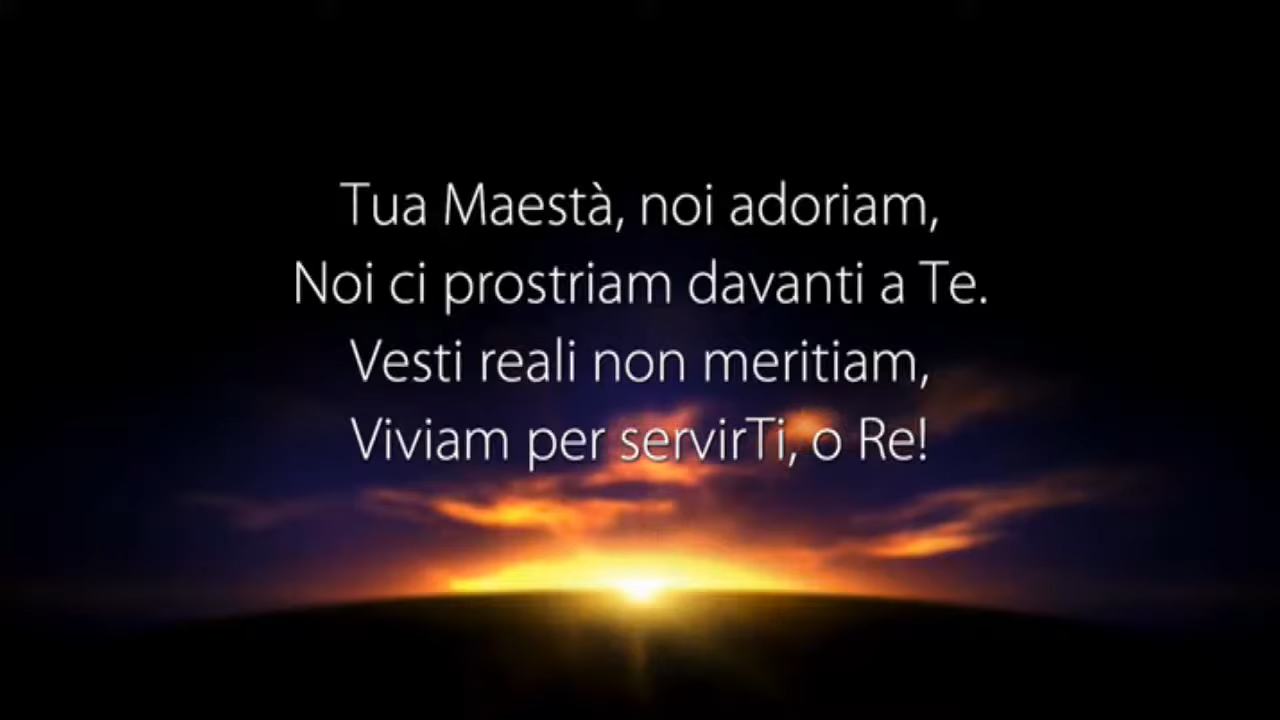 Tua Maestà, noi adoriam,
Noi ci prostriam davanti a Te.
Vesti reali non meritiam,
Viviam per servirTi, o Re!